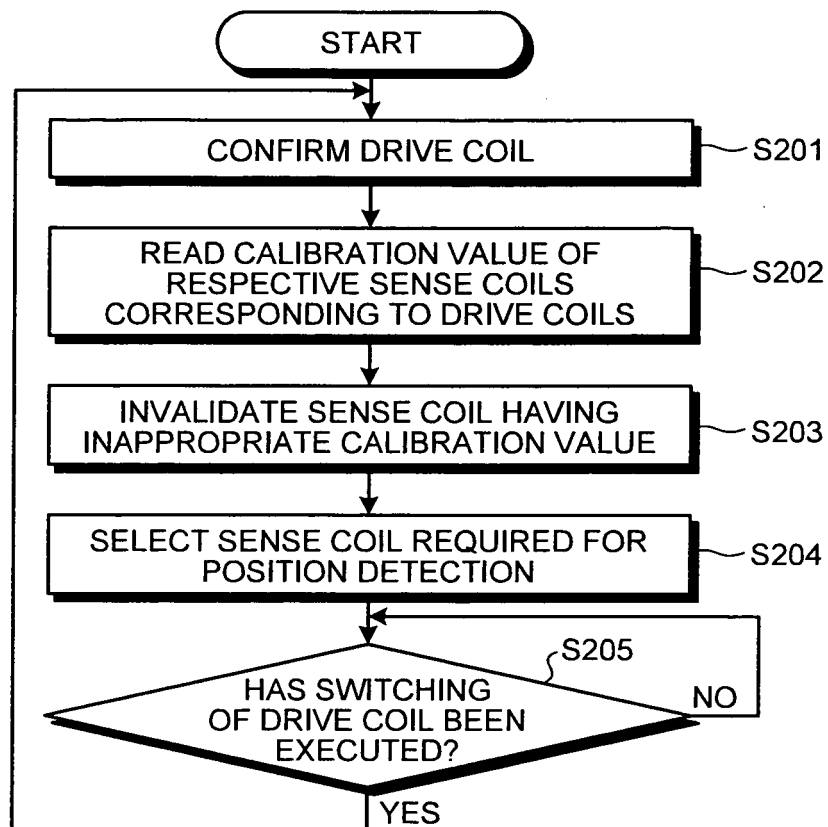 START
CONFIRM DRIVE COIL
S201
READ CALIBRATION VALUE OF
RESPECTIVE SENSE COILS
CORRESPONDING TO DRIVE COILS
S202
INVALIDATE SENSE COIL HAVING
INAPPROPRIATE CALIBRATION VALUE
S203
SELECT SENSE COIL REQUIRED FOR
POSITION DETECTION
S204
S205
HAS SWITCHING
OF DRIVE COIL BEEN
EXECUTED?
NO
YES